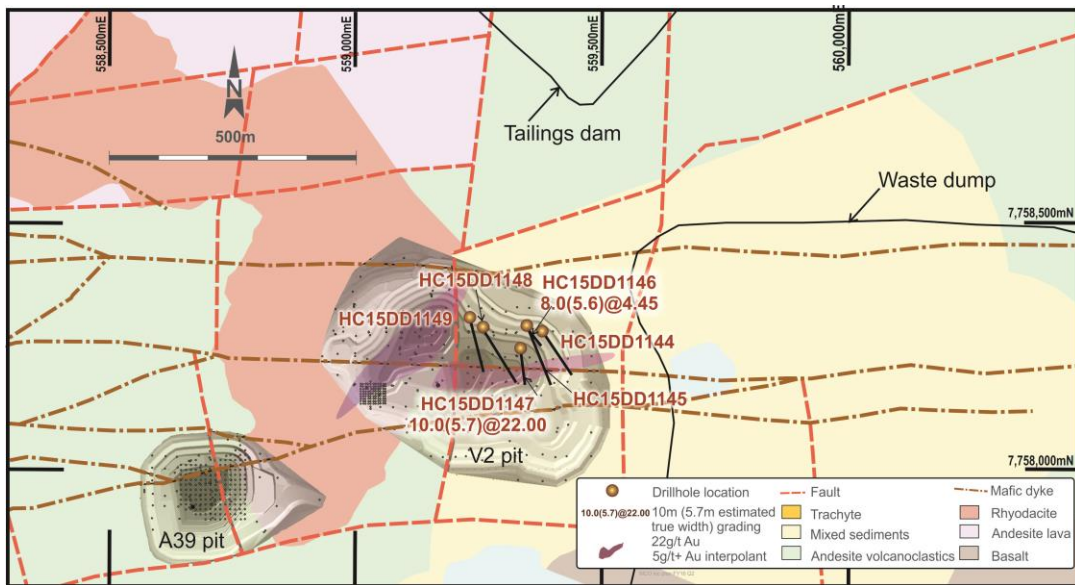 558,500mE
559,000mE
559,500mE
560,000mE
N
500m
Tailings dam
Waste dump
7,758,500mN
HC15DD1148
HC15DD1146
8.0(5.6)@4.45
HC15DD1149
HC15DD1144
HC15DD1147
10.0(5.7)@22.00
HC15DD1145
V2 pit
7,758,000mN
A39 pit
Drillhole location
10.0(5.7)@22.00 10m (5.7m estimated
true width) grading
22g/t Au
5g/t+ Au interpolant
Fault
Trachyte
Mixed sediments
Andesite volcanoclastics
Mafic dyke
Rhyodacite
Andesite lava
Basalt